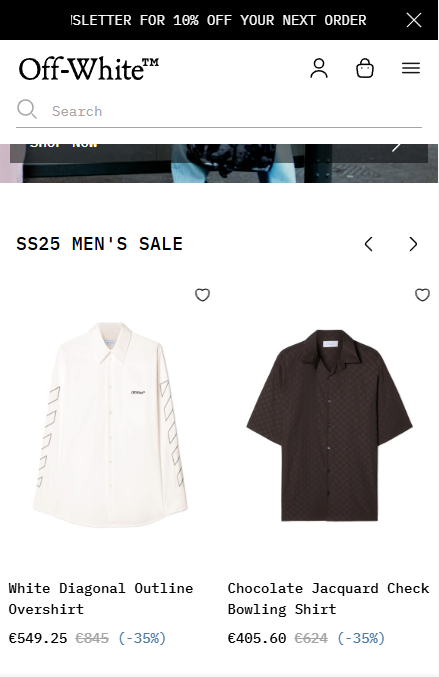 SLETTER FOR 10% OFF YOUR NEXT ORDER
Off-White™
Search
Shop Now
SS25 MEN'S SALE
White Diagonal Outline
Overshirt
€549.25 €845 (-35%)
Chocolate Jacquard Check
Bowling Shirt
€405.60 €624 (-35%)